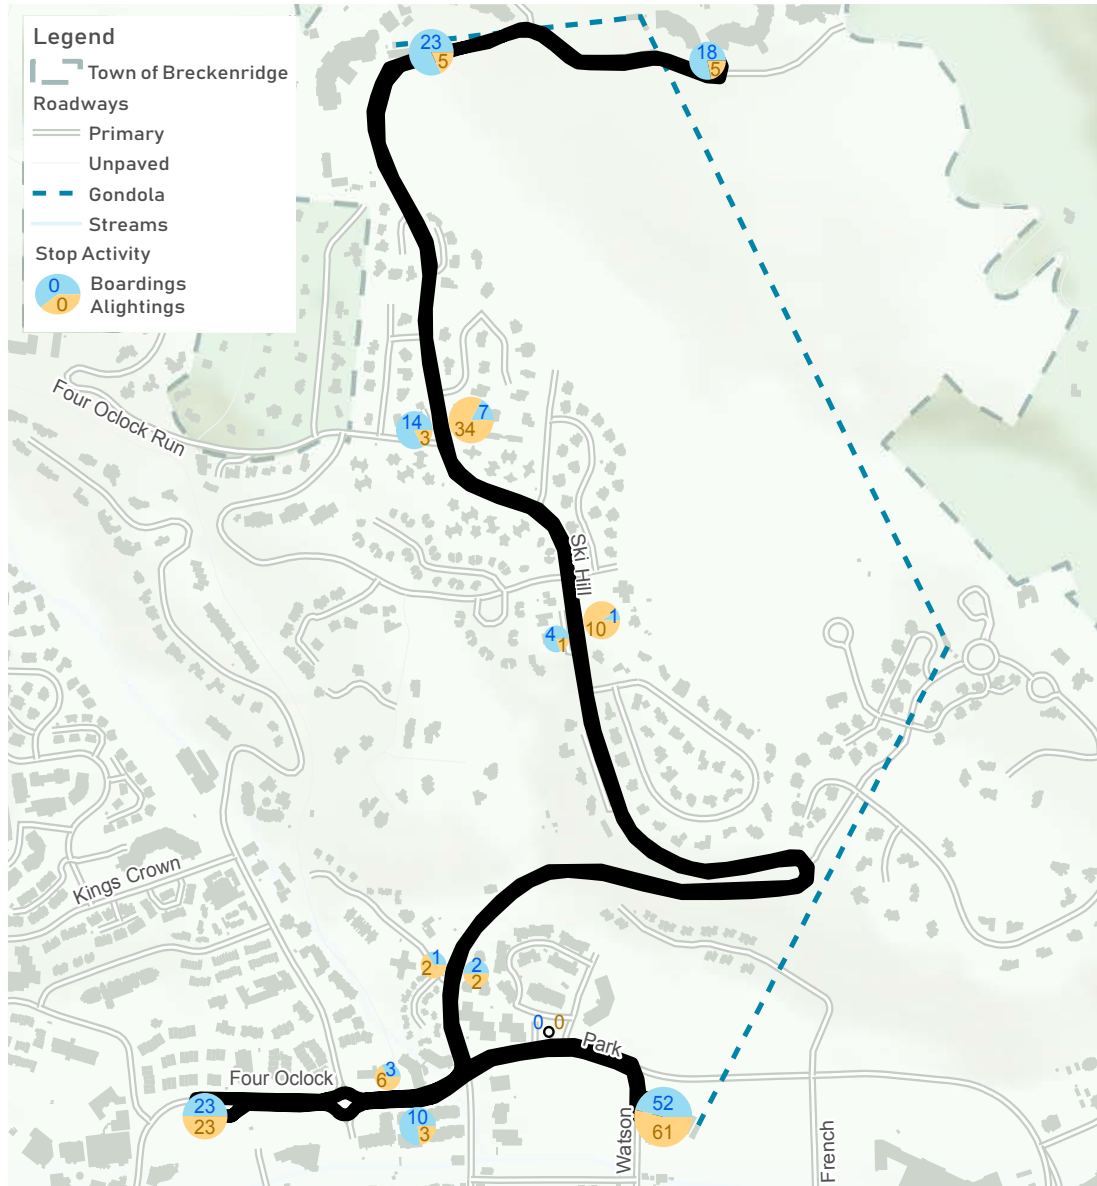 Legend
Town of Breckenridge
Roadways
Primary
Unpaved
Gondola
Streams
Stop Activity
0
Boardings
0
Alightings
23
5
18
5
Four Oclock Run
14
3
7
34
Ski Hill
1
10
4
1
Kings Crown
1
2
2
2
0 0
Park
3
6
Four Oclock
23
23
10
3
52
61
Watson
French